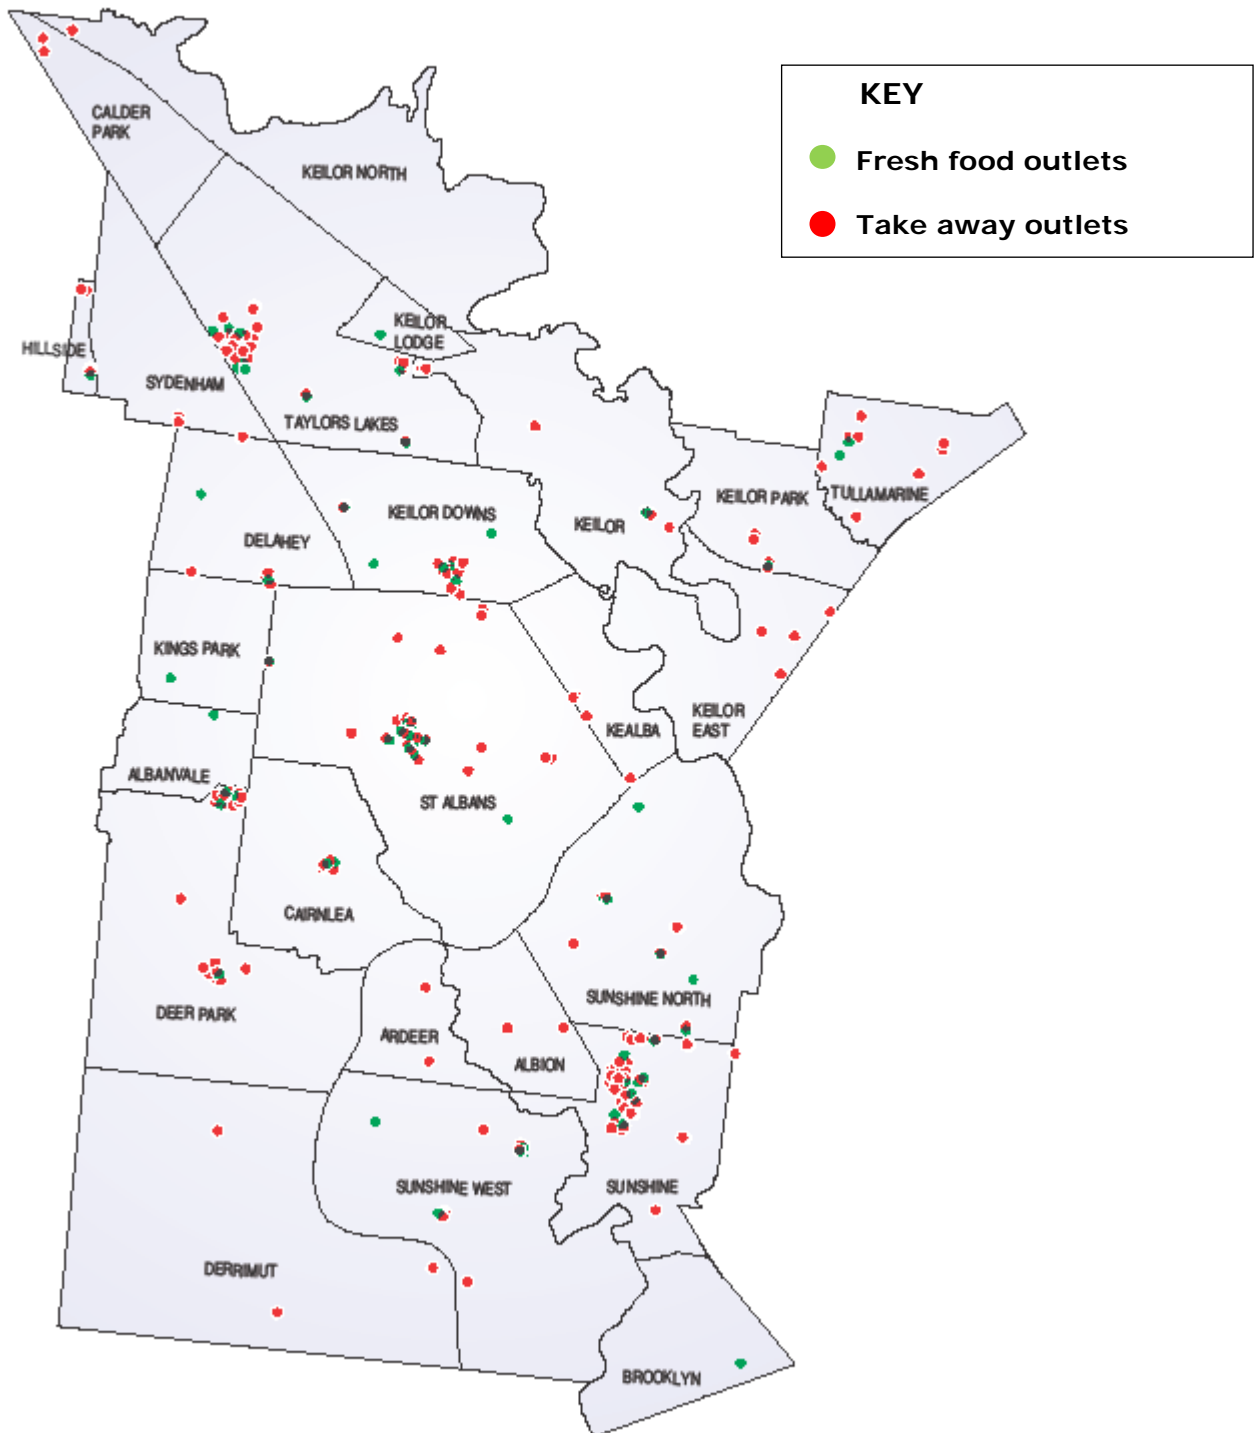 KEY
Fresh food outlets
Take away outlets
CALDER
PARK
KEILOR NORTH
KEILOR
LODGE
HILLSIDE
SYDENHAM
TAYLORS LAKES
KEILOR PARK
TULLAMARINE
KEILOR DOWNS
KEILOR
DELAHEY
KINGS PARK
KEILOR
EAST
KEALBA
ALBANVALE
ST ALBANS
CAIRNLEA
SUNSHINE NORTH
DEER PARK
ARDEER
ALBION
SUNSHINE WEST
SUNSHINE
DERRIMUT
BROOKLYN